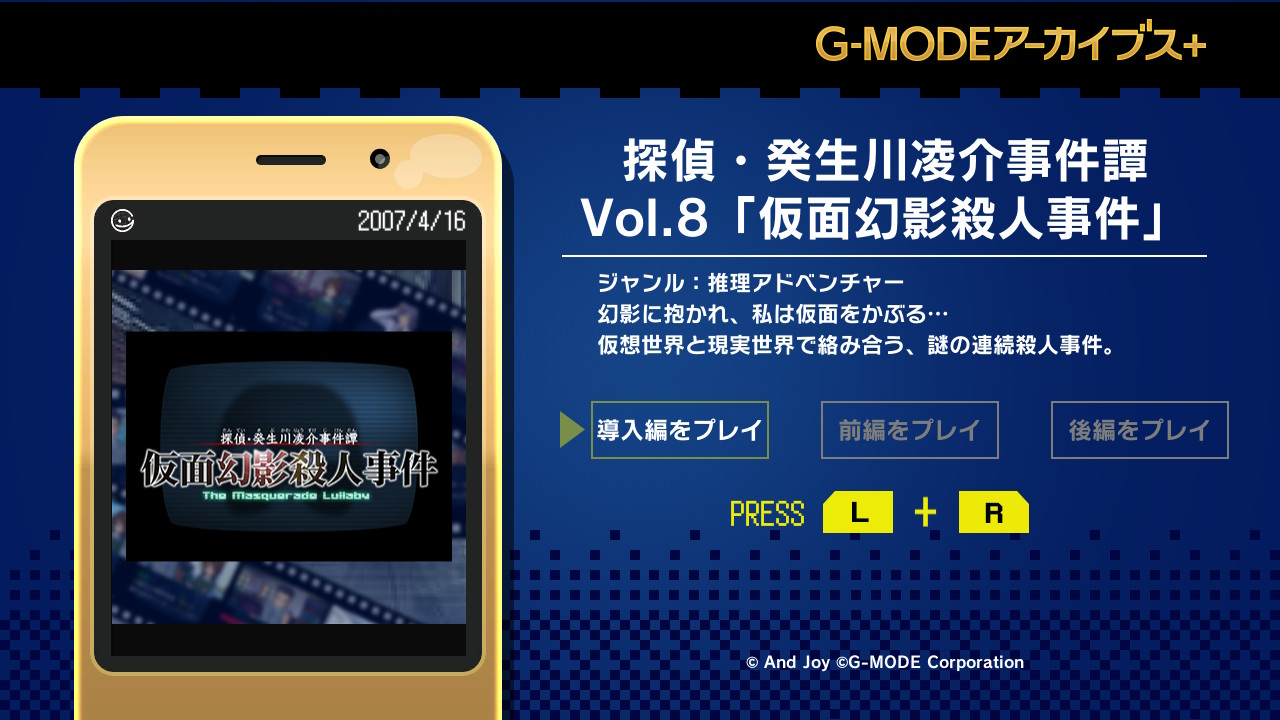 G-MODEアーカイブス+
2007/4/16
探偵・癸生川凌介事件譚
仮面幻影殺人事件
The Masquerade Lullaby
探偵・癸生川凌介事件譚
Vol.8「仮面幻影殺人事件」
ジャンル：推理アドベンチャー
幻影に抱かれ、私は仮面をかぶる…
仮想世界と現実世界で絡み合う、謎の連続殺人事件。
導入編をプレイ
前編をプレイ
後編をプレイ
PRESS L + R
© And Joy ©G-MODE Corporation